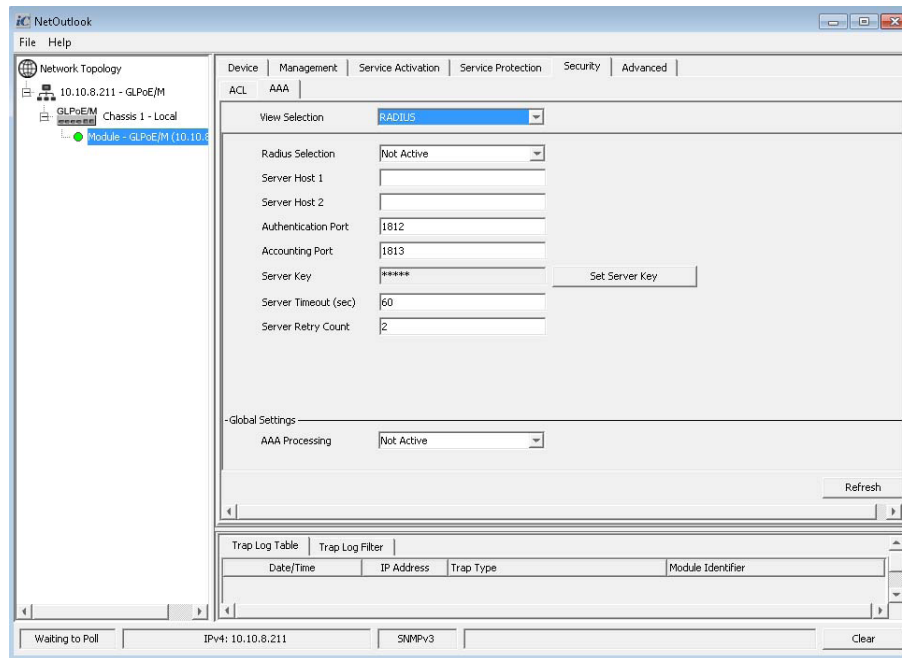 iC NetOutlook
File Help
Network Topology
10.10.8.211 - GLPoE/M
GLPoE/M Chassis 1 - Local
Module - GLPoE/M (10.10.8
Device Management Service Activation Service Protection Security Advanced
ACL AAA
View Selection RADIUS
Radius Selection Not Active
Server Host 1
Server Host 2
Authentication Port 1812
Accounting Port 1813
Server Key ***** Set Server Key
Server Timeout (sec) 60
Server Retry Count 2
Global Settings
AAA Processing Not Active
Refresh
Trap Log Table Trap Log Filter
Date/Time IP Address Trap Type Module Identifier
Waiting to Poll IPv4: 10.10.8.211 SNMPv3 Clear